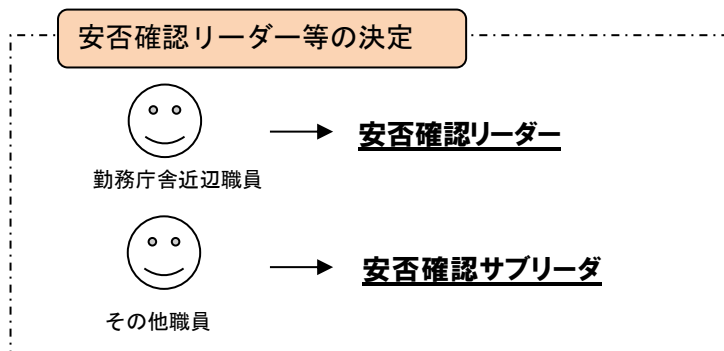 安否確認リーダー等の決定
安否確認リーダー
勤務庁舎近辺職員
安否確認サブリーダ
その他職員